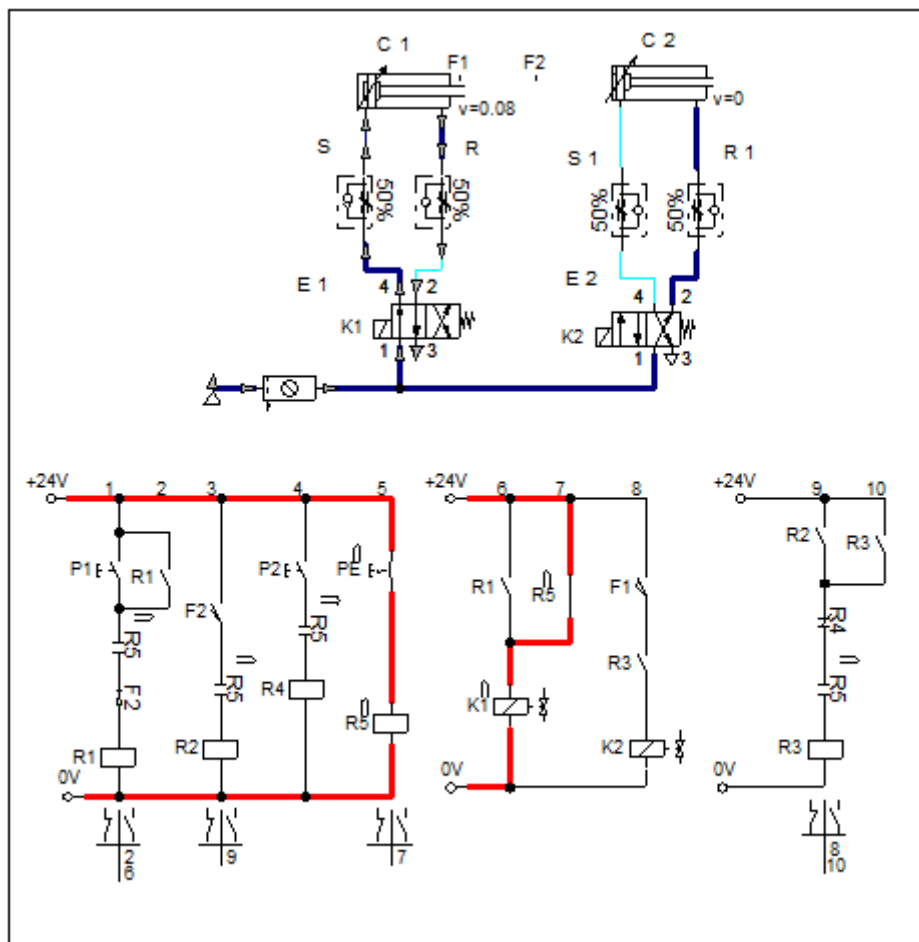 C 1 F1 F2 C 2
v=0.08 v=0
S R S 1 R 1
50% 50% 50% 50%
E 1 4 2 E 2 4 2
K1 K2
1 3 1 3
+24V 1 2 3 4 5 +24V 6 7 8 +24V 9 10
P1 R1 P2 PE R1 R5 F1 R2 R3
R5 F2 R5 R4
F2 R5 R4 R5 K1 R3 R5
R1 R2 K2 R3
0V 0V 0V
2 9 7 8
6 10